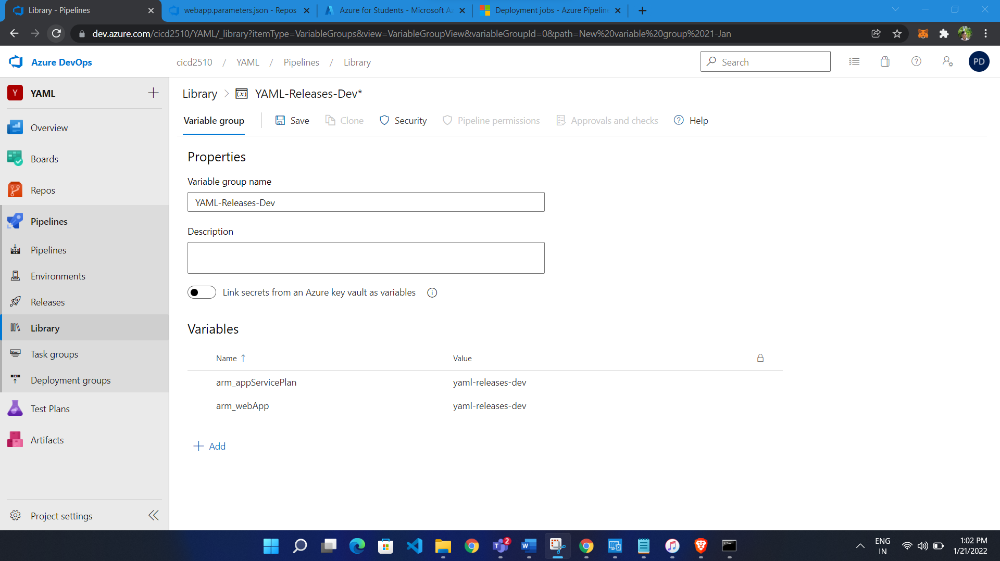 Library - Pipelines
webapp.parameters.json - Repos
Azure for Students - Microsoft Az
Deployment jobs - Azure Pipeline
dev.azure.com/cicd2510/YAML/_library?itemType=VariableGroups&view=VariableGroupView&variableGroupId=0&path=New%20variable%20group%2021-Jan
Azure DevOps
cicd2510 / YAML / Pipelines / Library
Search
PD
Y YAML
Library > (x) YAML-Releases-Dev*
Variable group
Save
Clone
Security
Pipeline permissions
Approvals and checks
Help
Overview
Boards
Repos
Pipelines
Pipelines
Environments
Releases
Library
Task groups
Deployment groups
Test Plans
Artifacts
Project settings
Properties
Variable group name
YAML-Releases-Dev
Description
Link secrets from an Azure key vault as variables
Variables
Name ↑ Value
arm_appServicePlan yaml-releases-dev
arm_webApp yaml-releases-dev
+ Add
2
ENG
IN
1:02 PM
1/21/2022